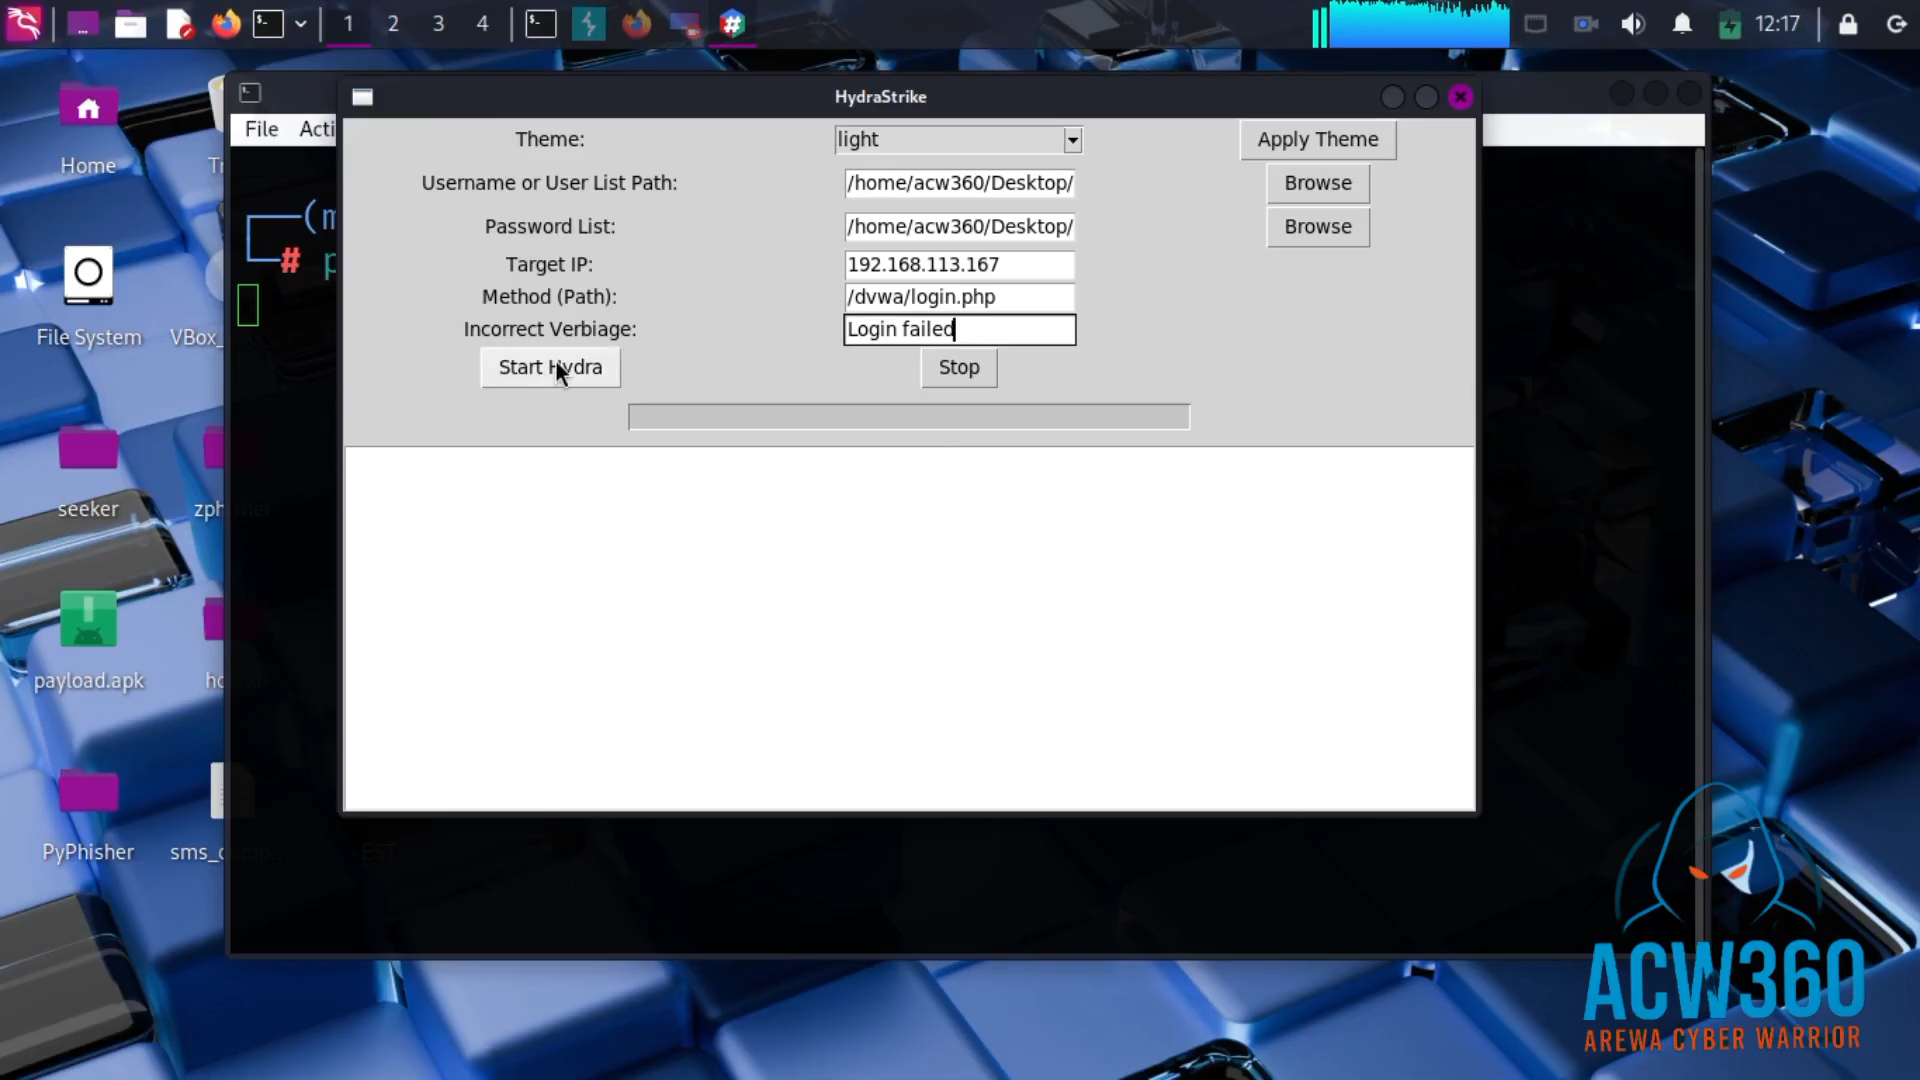 1 2 3 4 12:17
HydraStrike
File Acti
Theme: light Apply Theme
Username or User List Path: /home/acw360/Desktop/ Browse
Password List: /home/acw360/Desktop/ Browse
Target IP: 192.168.113.167
Method (Path): /dvwa/login.php
Incorrect Verbiage: Login failed
Start Hydra Stop
(m
# p
Home Tr
File System VBox_
seeker zphisher
payload.apk
PyPhisher
ACW360
AREWA CYBER WARRIOR